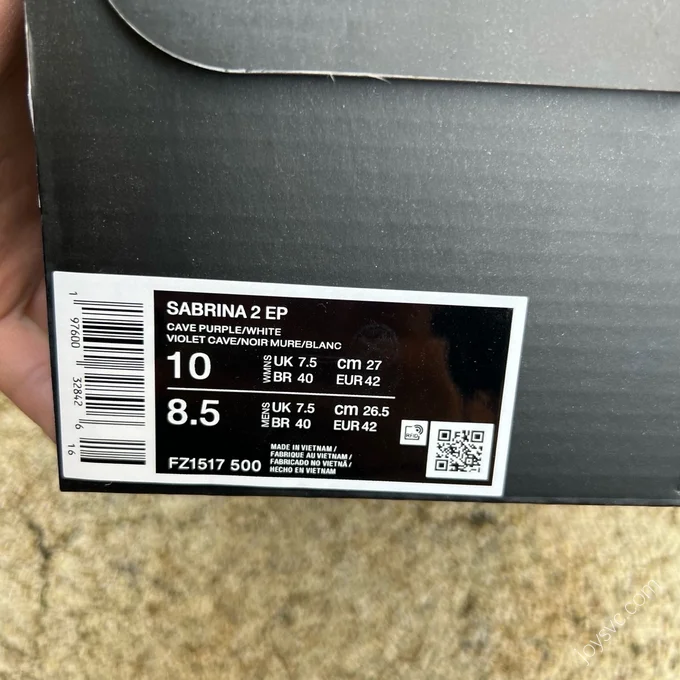 SABRINA 2 EP
CAVE PURPLE/WHITE
VIOLET CAVE/NOIR MURE/BLANC
10 WMNS UK 7.5 cm 27
BR 40 EUR 42
8.5 MENS UK 7.5 cm 26.5
BR 40 EUR 42
MADE IN VIETNAM /
FABRIQUE AU VIETNAM /
FABRICADO NO VIETNÃ /
HECHO EN VIETNAM
FZ1517 500
1 97600 32842 6
16
joysvc.com